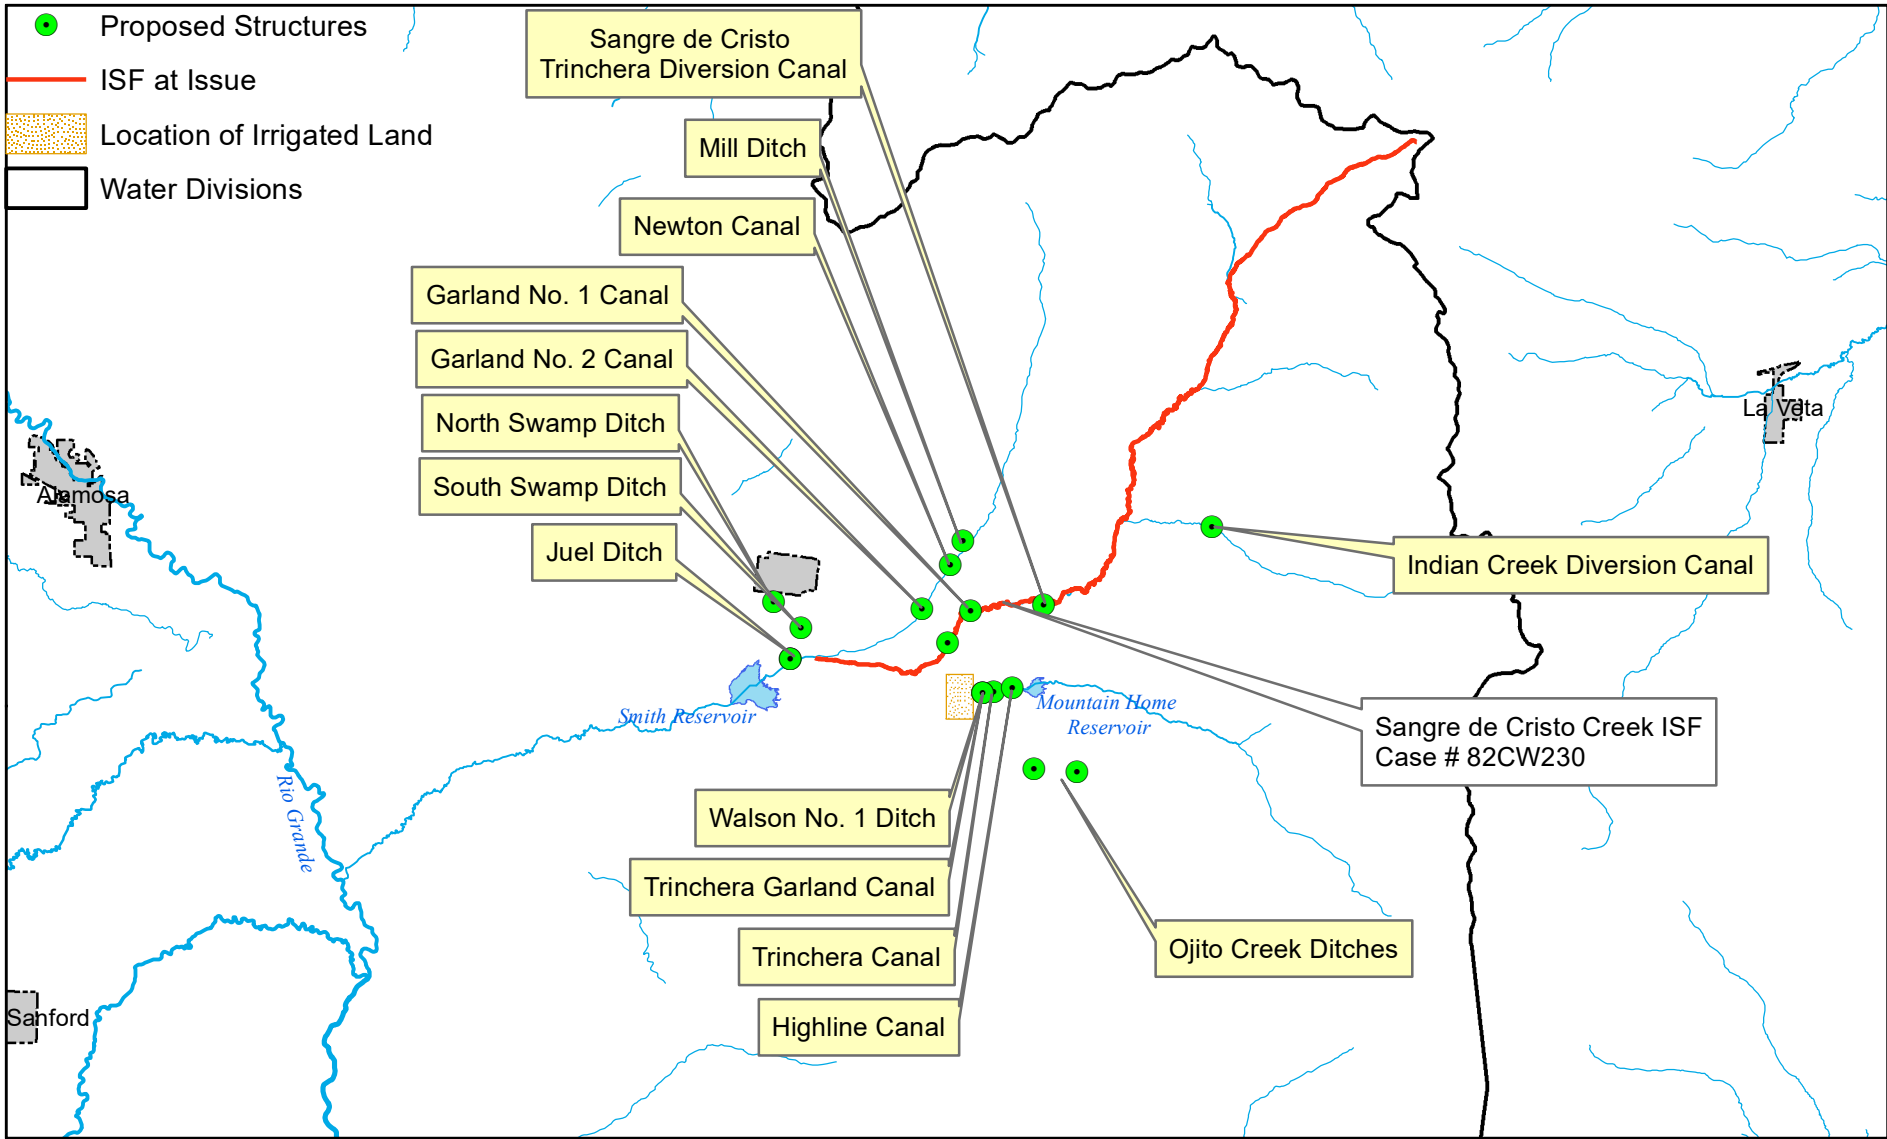 Proposed Structures
ISF at Issue
Location of Irrigated Land
Water Divisions
Sangre de Cristo
Trinchera Diversion Canal
Mill Ditch
Newton Canal
Garland No. 1 Canal
Garland No. 2 Canal
North Swamp Ditch
South Swamp Ditch
Juel Ditch
La Veta
Alamosa
Indian Creek Diversion Canal
Smith Reservoir
Mountain Home
Reservoir
Sangre de Cristo Creek ISF
Case # 82CW230
Rio Grande
Walson No. 1 Ditch
Trinchera Garland Canal
Trinchera Canal
Highline Canal
Ojito Creek Ditches
Sanford